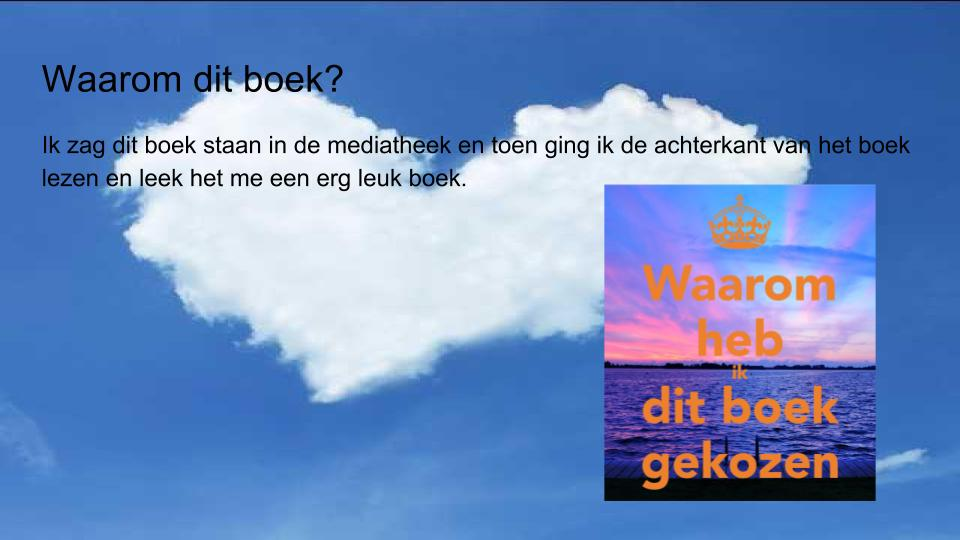 Waarom dit boek?
Ik zag dit boek staan in de mediatheek en toen ging ik de achterkant van het boek
lezen en leek het me een erg leuk boek.
Waarom
heb
ik
dit boek
gekozen